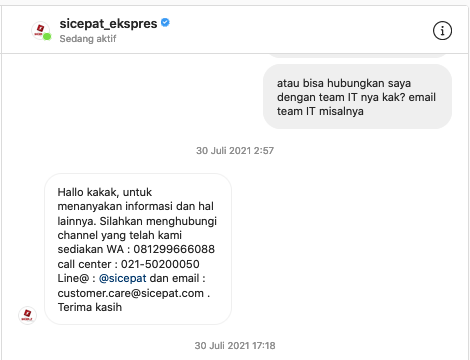 sicepat_ekspres
Sedang aktif
atau bisa hubungkan saya
dengan team IT nya kak? email
team IT misalnya
30 Juli 2021 2:57
Hallo kakak, untuk
menanyakan informasi dan hal
lainnya. Silahkan menghubungi
channel yang telah kami
sediakan WA : 081299666088
call center : 021-50200050
Line@ : @sicepat dan email :
customer.care@sicepat.com .
Terima kasih
30 Juli 2021 17:18